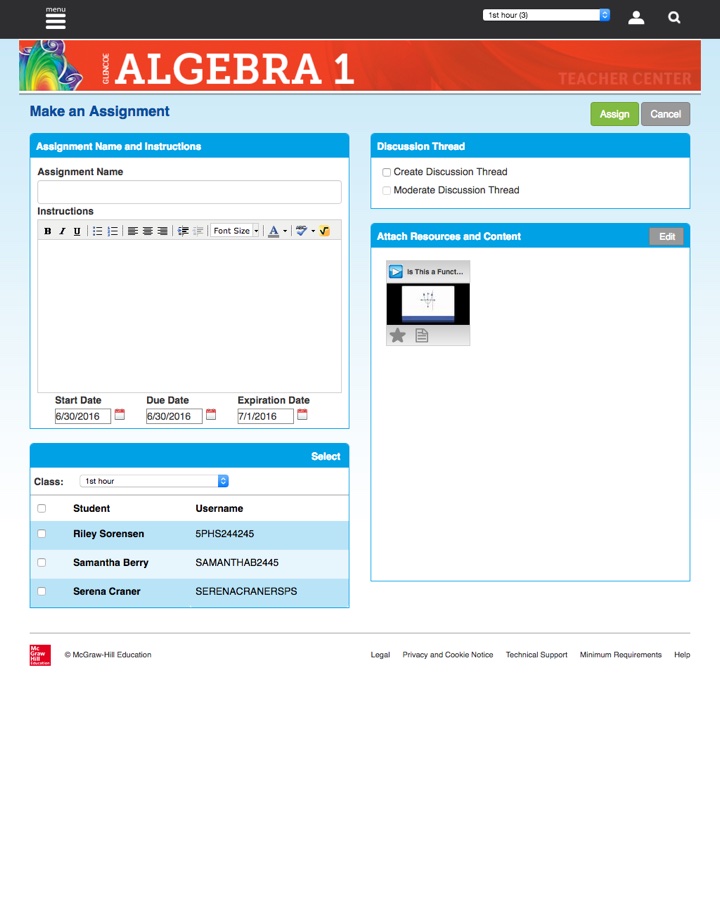 menu
1st hour (3)
GLENCOE
ALGEBRA 1
TEACHER CENTER
Make an Assignment
Assign
Cancel
Assignment Name and Instructions
Assignment Name
Instructions
B I U
Font Size
A
Start Date
Due Date
Expiration Date
6/30/2016
6/30/2016
7/1/2016
Select
Class:
1st hour
Student
Username
Riley Sorensen
5PHS244245
Samantha Berry
SAMANTHAB2445
Serena Craner
SERENACRANERSPS
Discussion Thread
Create Discussion Thread
Moderate Discussion Thread
Attach Resources and Content
Edit
Is This a Funct...
Mc
Graw
Hill
Education
© McGraw-Hill Education
Legal
Privacy and Cookie Notice
Technical Support
Minimum Requirements
Help